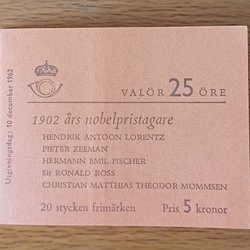 Utgivningsdag: 10 december 1962
VALÖR 25 ÖRE
1902 års nobelpristagare
HENDRIK ANTOON LORENTZ
PIETER ZEEMAN
HERMANN EMIL FISCHER
Sir RONALD ROSS
CHRISTIAN MATTHIAS THEODOR MOMMSEN
20 stycken frimärken Pris 5 kronor